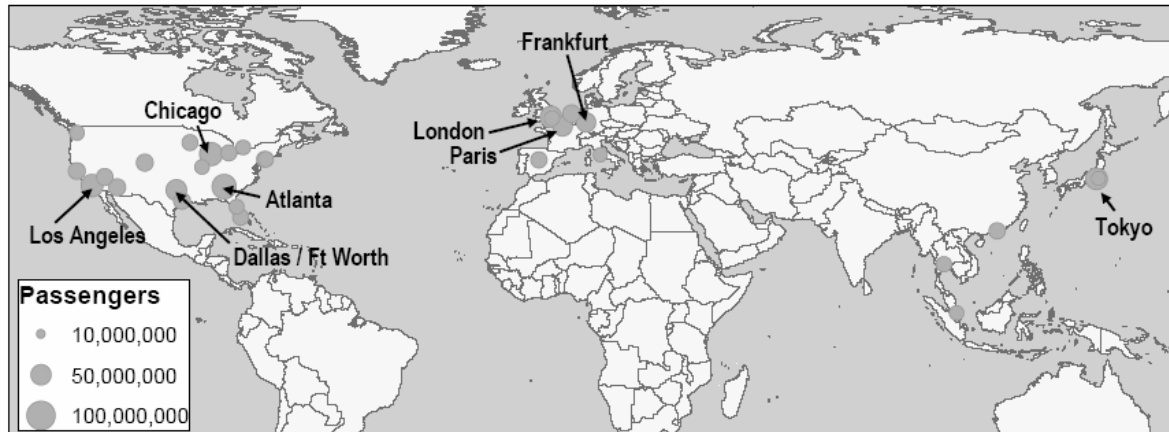 Frankfurt
Chicago
London
Paris
Atlanta
Los Angeles
Tokyo
Dallas / Ft Worth
Passengers
10,000,000
50,000,000
100,000,000